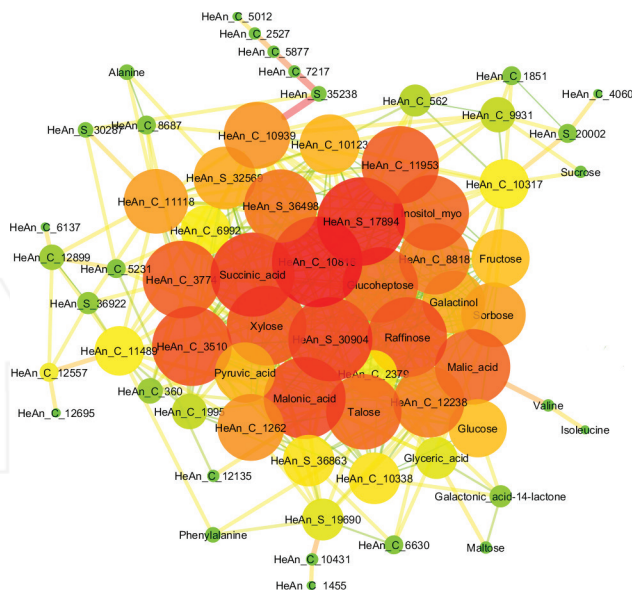 HeAn_C_5012
HeAn_C_2527
HeAn_C_5877
HeAn_C_7217
HeAn_S_35238
Alanine
HeAn_C_1851
HeAn_C_4060
HeAn_C_562
HeAn_C_9931
HeAn_S_30287
HeAn_C_8687
HeAn_S_20002
HeAn_C_10939
HeAn_C_10123
HeAn_C_11953
Sucrose
HeAn_S_32569
HeAn_C_10317
HeAn_C_11118
HeAn_S_36498
HeAn_S_17894
Inositol_myo
HeAn_C_6137
HeAn_C_6992
HeAn_C_12899
HeAn_C_5231
HeAn_C_3774
Succinic_acid
HeAn_C_8818
Fructose
Glucoheptose
HeAn_S_36922
Galactinol
Sorbose
Xylose
HeAn_S_30904
Raffinose
HeAn_C_3510
HeAn_C_11489
HeAn_C_12557
Pyruvic_acid
HeAn_C_2379
Malic_acid
HeAn_C_360
Malonic_acid
HeAn_C_12238
HeAn_C_12695
HeAn_C_1995
Talose
Valine
HeAn_C_1262
Glucose
Isoleucine
Glyceric_acid
HeAn_S_36863
HeAn_C_12135
HeAn_C_10338
Galactonic_acid-14-lactone
HeAn_S_19690
Phenylalanine
HeAn_C_6630
Maltose
HeAn_C_10431
HeAn_C_1455